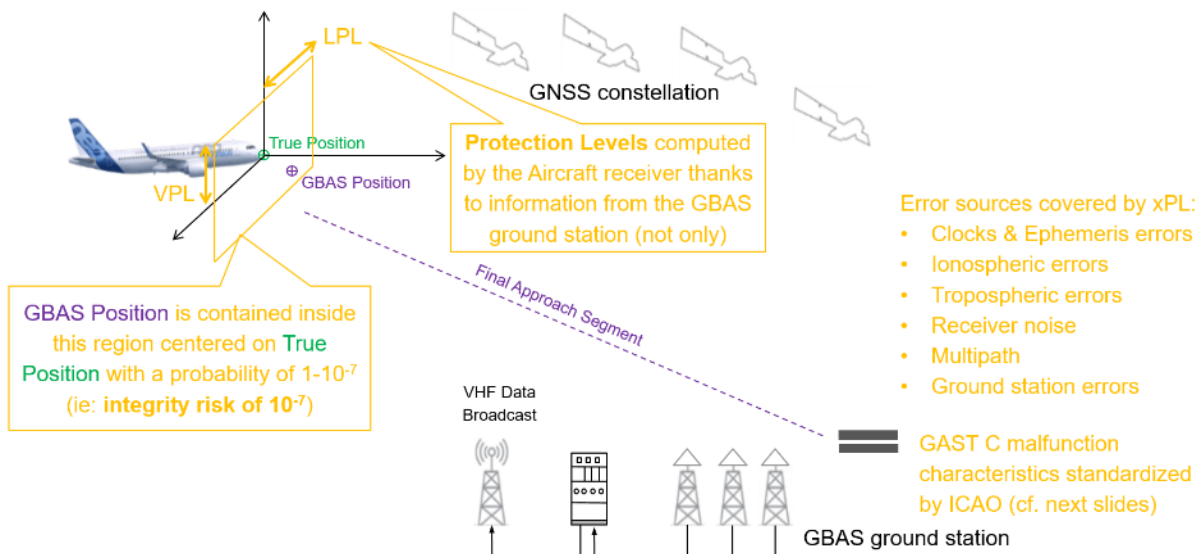 LPL
GNSS constellation
True Position
GBAS Position
VPL
Protection Levels computed
by the Aircraft receiver thanks
to information from the GBAS
ground station (not only)
Error sources covered by xPL:
• Clocks & Ephemeris errors
• Ionospheric errors
• Tropospheric errors
• Receiver noise
• Multipath
• Ground station errors
Final Approach Segment
GBAS Position is contained inside
this region centered on True
Position with a probability of 1-10⁻⁷
(ie: integrity risk of 10⁻⁷)
VHF Data
Broadcast
GAST C malfunction
characteristics standardized
by ICAO (cf. next slides)
GBAS ground station